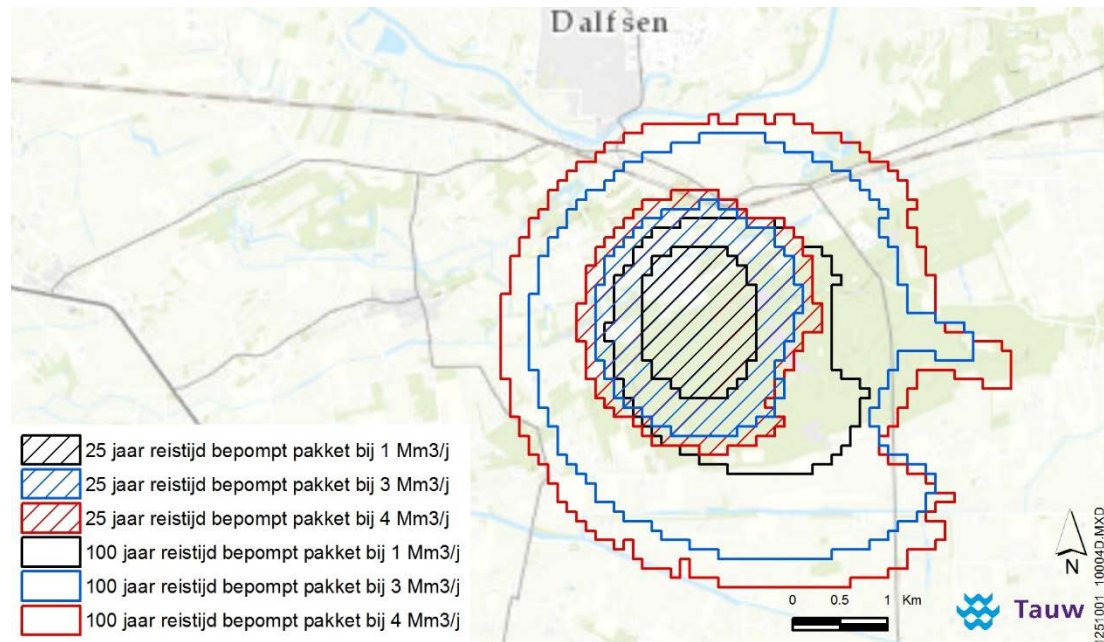 Dalfsen
25 jaar reistijd bepompt pakket bij 1 Mm3/j
25 jaar reistijd bepompt pakket bij 3 Mm3/j
25 jaar reistijd bepompt pakket bij 4 Mm3/j
100 jaar reistijd bepompt pakket bij 1 Mm3/j
100 jaar reistijd bepompt pakket bij 3 Mm3/j
100 jaar reistijd bepompt pakket bij 4 Mm3/j
0 0.5 1 Km
N
Tauw
I251001_10004D.MXD